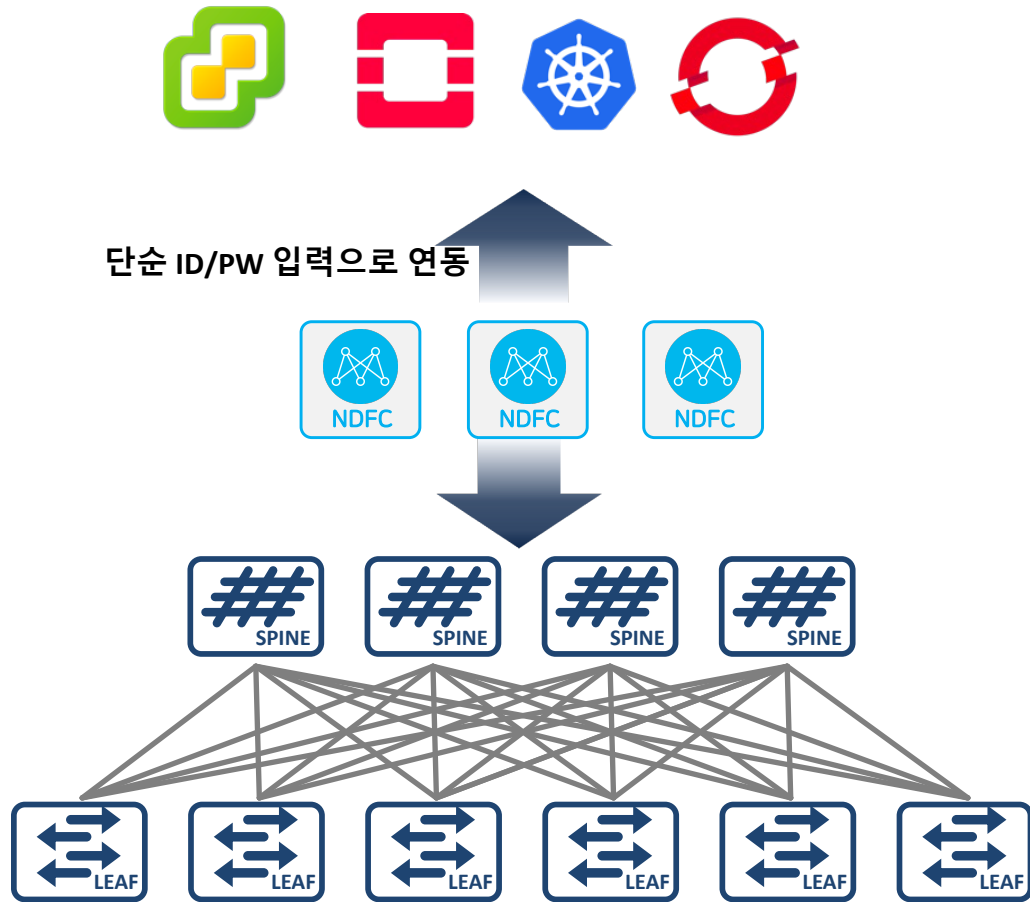 단순 ID/PW 입력으로 연동
NDFC
NDFC
NDFC
SPINE
SPINE
SPINE
SPINE
LEAF
LEAF
LEAF
LEAF
LEAF
LEAF